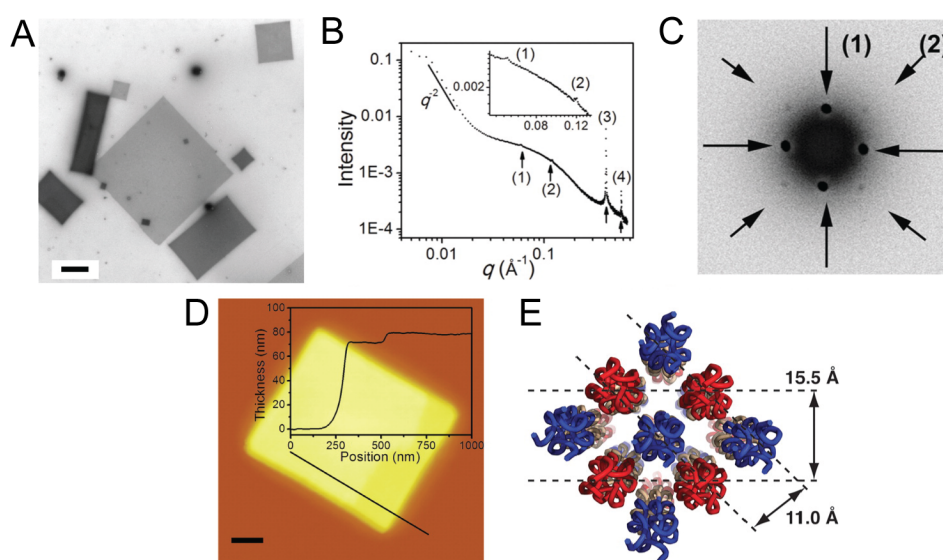 A
B
Intensity
0.1
0.01
1E-3
1E-4
q⁻²
(1)
(2)
0.002
0.08
0.12
(3)
(4)
(1)
(2)
0.01
0.1
q (Å⁻¹)
C
(1)
(2)
D
Thickness (nm)
100
80
60
40
20
0
0
250
500
750
1000
Position (nm)
E
15.5 Å
11.0 Å